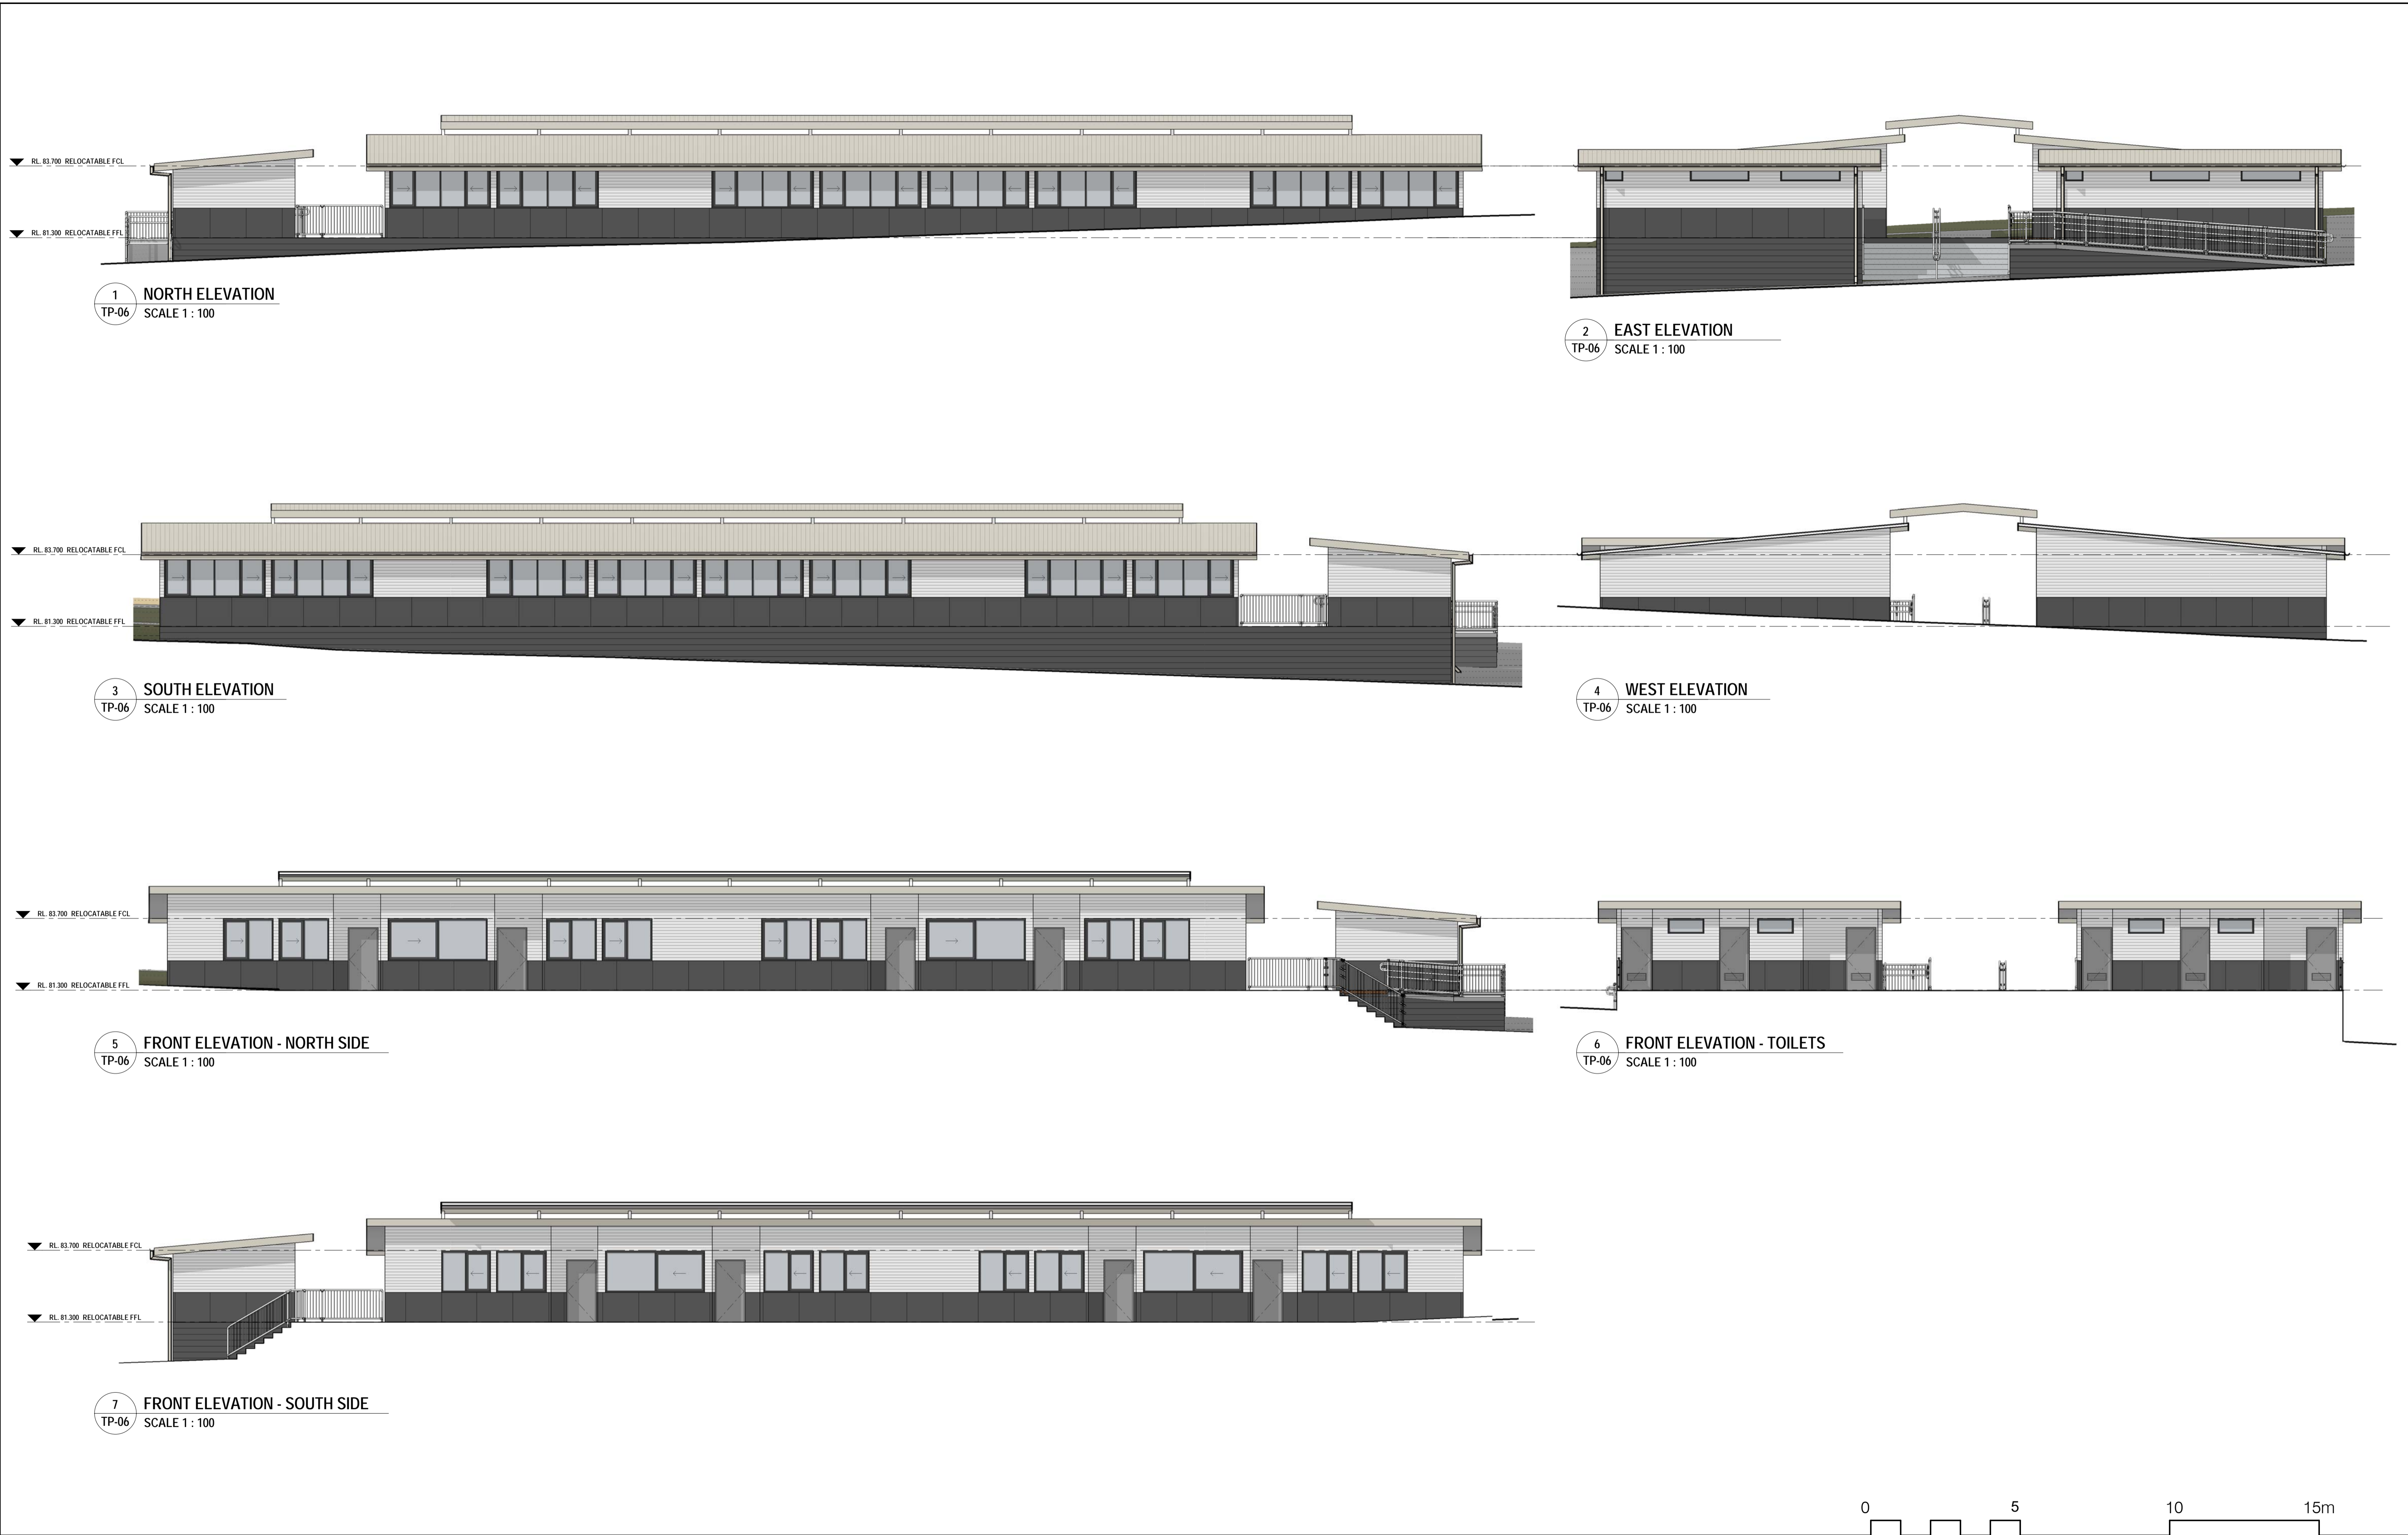 RL. 83.700 RELOCATABLE FCL
RL. 81.300 RELOCATABLE FFL
1
TP-06
NORTH ELEVATION
SCALE 1 : 100
2
TP-06
EAST ELEVATION
SCALE 1 : 100
RL. 83.700 RELOCATABLE FCL
RL. 81.300 RELOCATABLE FFL
3
TP-06
SOUTH ELEVATION
SCALE 1 : 100
4
TP-06
WEST ELEVATION
SCALE 1 : 100
RL. 83.700 RELOCATABLE FCL
RL. 81.300 RELOCATABLE FFL
5
TP-06
FRONT ELEVATION - NORTH SIDE
SCALE 1 : 100
6
TP-06
FRONT ELEVATION - TOILETS
SCALE 1 : 100
RL. 83.700 RELOCATABLE FCL
RL. 81.300 RELOCATABLE FFL
7
TP-06
FRONT ELEVATION - SOUTH SIDE
SCALE 1 : 100
0 5 10 15m